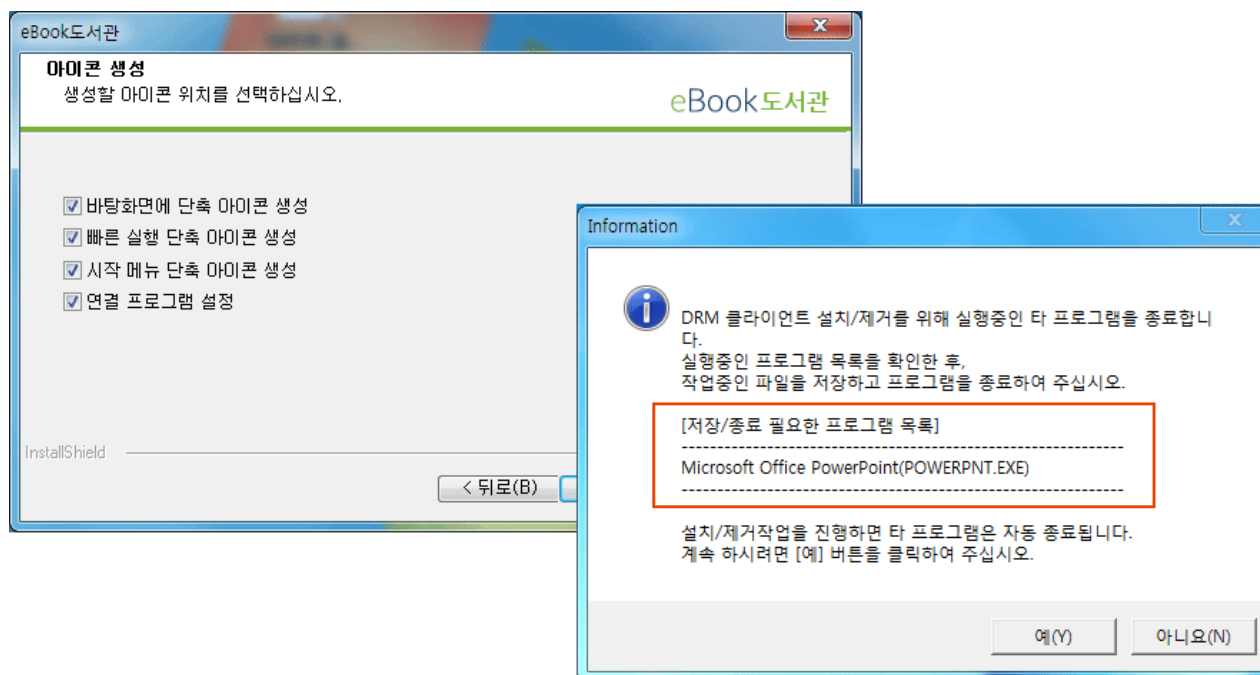 eBook도서관
아이콘 생성
생성할 아이콘 위치를 선택하십시오.
eBook도서관
바탕화면에 단축 아이콘 생성
빠른 실행 단축 아이콘 생성
시작 메뉴 단축 아이콘 생성
연결 프로그램 설정
InstallShield
< 뒤로(B)
Information
DRM 클라이언트 설치/제거를 위해 실행중인 타 프로그램을 종료합니
다.
실행중인 프로그램 목록을 확인한 후,
작업중인 파일을 저장하고 프로그램을 종료하여 주십시오.
[저장/종료 필요한 프로그램 목록]
--------------------------------------------------------------
Microsoft Office PowerPoint(POWERPNT.EXE)
--------------------------------------------------------------
설치/제거작업을 진행하면 타 프로그램은 자동 종료됩니다.
계속 하시려면 [예] 버튼을 클릭하여 주십시오.
예(Y)
아니요(N)